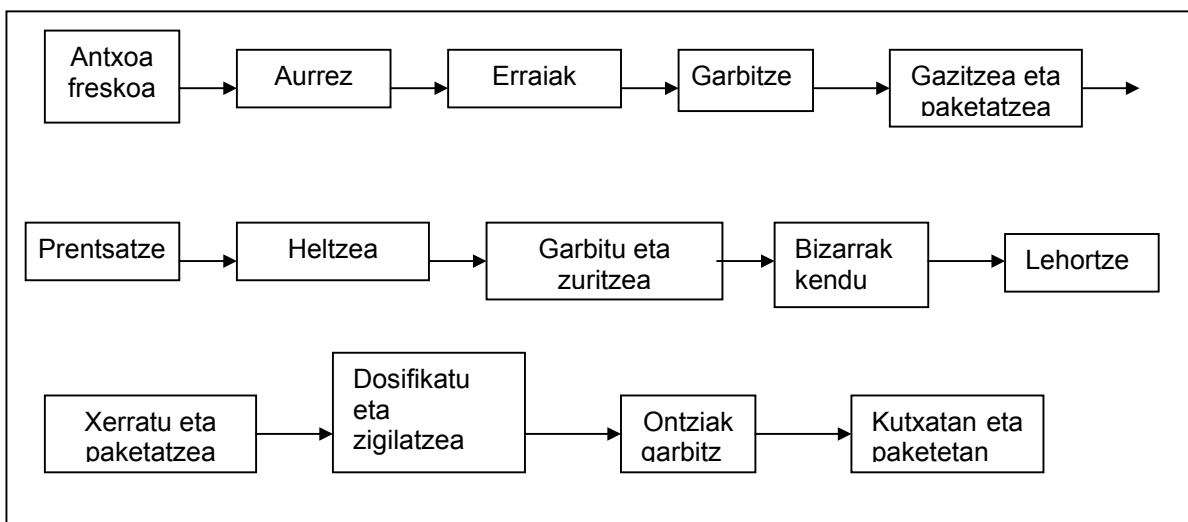 Antxoa
freskoa
Aurrez
Erraiak
Garbitze
Gazitzea eta
paketatzea
Prentsatze
Heltzea
Garbitu eta
zuritzea
Bizarrak
kendu
Lehortze
Xerratu eta
paketatzea
Dosifikatu
eta
zigilatzea
Ontziak
garbitz
Kutxatan eta
paketetan